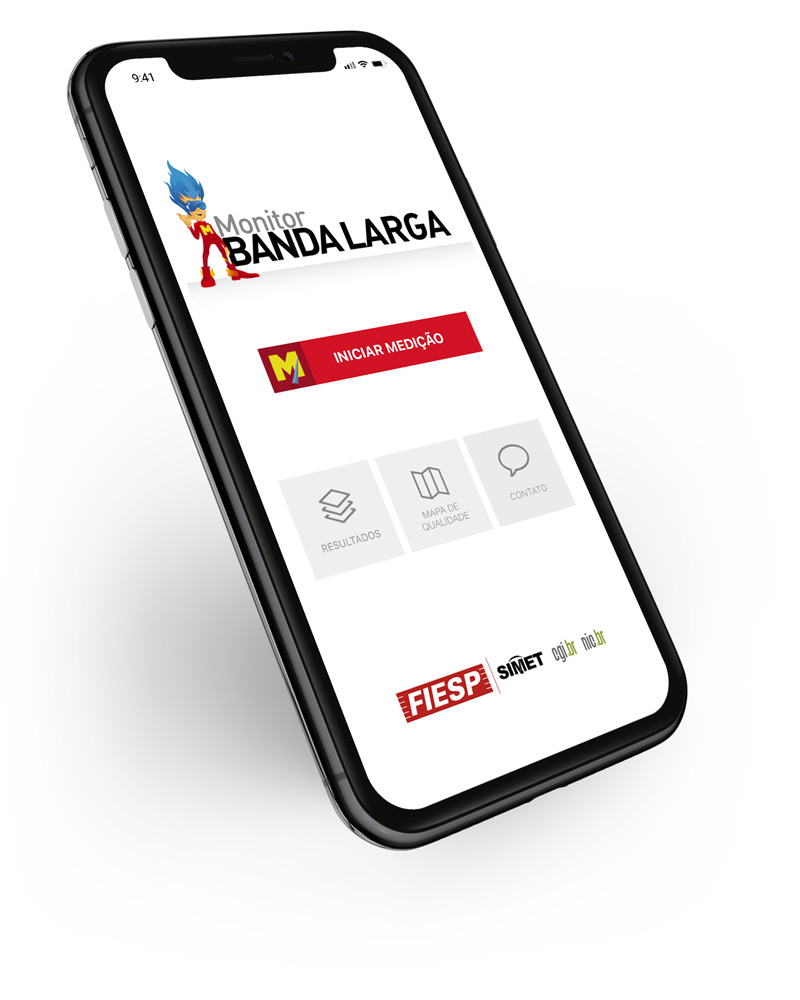 9:41
Monitor
BANDA LARGA
M
INICIAR MEDIÇÃO
RESULTADOS
MAPA DE
QUALIDADE
CONTATO
FIESP
SIMET
cgi.br
nic.br